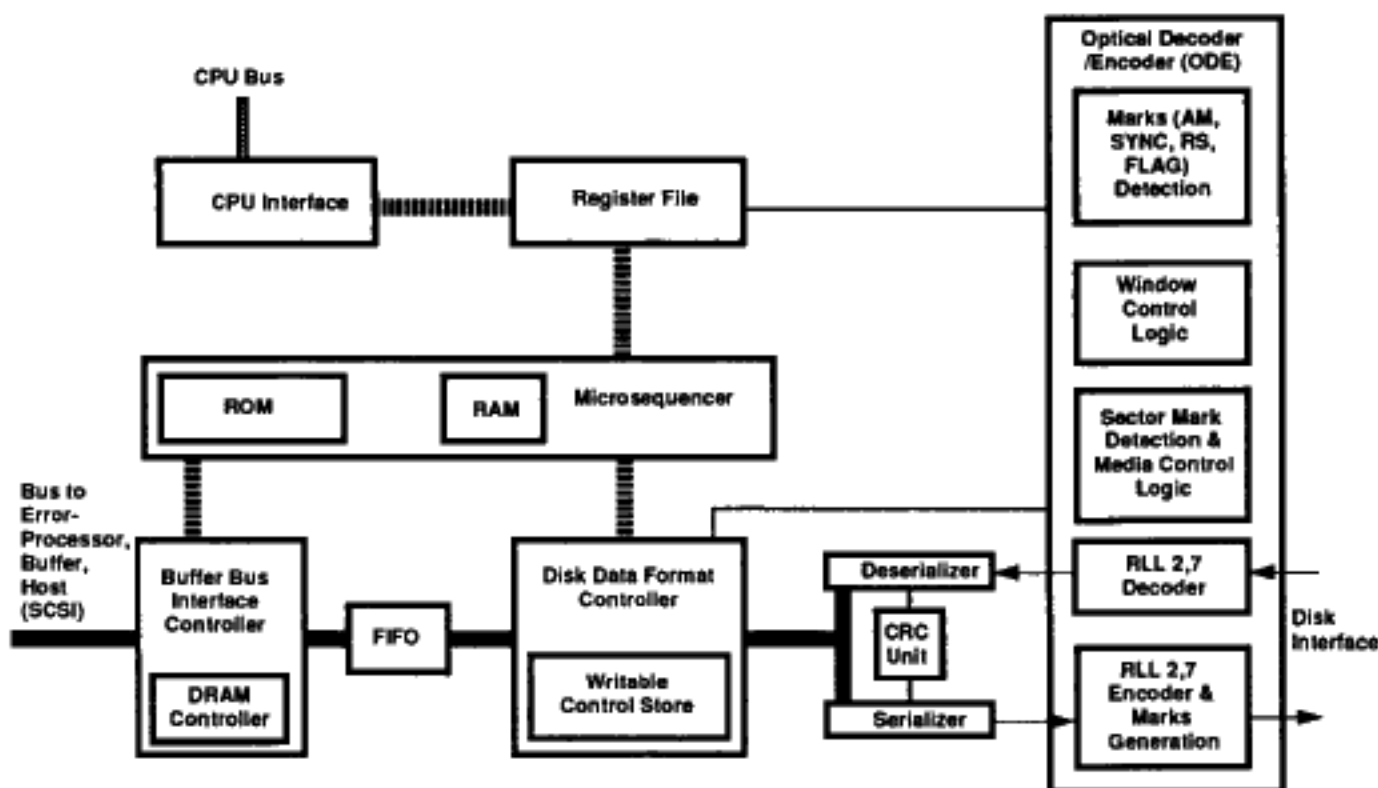 Optical Decoder
/Encoder (ODE)
CPU Bus
Marks (AM,
SYNC, RS,
FLAG)
Detection
CPU Interface
Register File
Window
Control
Logic
ROM
RAM
Microsequencer
Sector Mark
Detection &
Media Control
Logic
Bus to
Error-
Processor,
Buffer,
Host
(SCSI)
Buffer Bus
Interface
Controller
DRAM
Controller
FIFO
Disk Data Format
Controller
Writable
Control Store
Deserializer
CRC
Unit
Serializer
RLL 2,7
Decoder
Disk
Interface
RLL 2,7
Encoder &
Marks
Generation